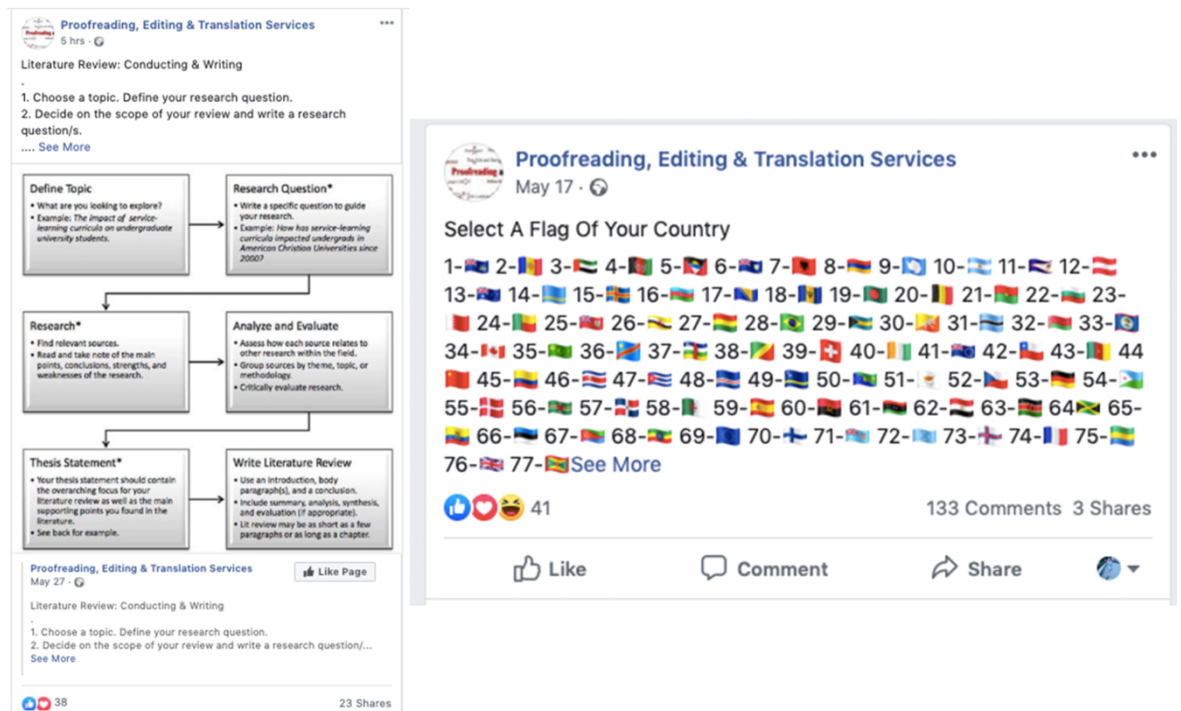 Proofreading, Editing & Translation Services
5 hrs ·
Literature Review: Conducting & Writing
.
1. Choose a topic. Define your research question.
2. Decide on the scope of your review and write a research
question/s.
.... See More
Define Topic
• What are you looking to explore?
• Example: The impact of service-
learning curricula on undergraduate
university students.
Research Question*
• Write a specific question to guide
your research.
• Example: How has service-learning
curricula impacted undergrads in
American Christian Universities since
2000?
Research*
• Find relevant sources.
• Read and take note of the main
points, conclusions, strengths, and
weaknesses of the research.
Analyze and Evaluate
• Assess how each source relates to
other research within the field.
• Group sources by theme, topic, or
methodology.
• Critically evaluate research.
Thesis Statement*
• Your thesis statement should contain
the overarching focus for your
literature review as well as the main
supporting points you found in the
literature.
• See back for example.
Write Literature Review
• Use an introduction, body
paragraph(s), and a conclusion.
• Include summary, analysis, synthesis,
and evaluation (if appropriate).
• Lit review may be as short as a few
paragraphs or as long as a chapter.
Proofreading, Editing & Translation Services
May 27 ·
Like Page
Literature Review: Conducting & Writing
.
1. Choose a topic. Define your research question.
2. Decide on the scope of your review and write a research question/...
See More
38
23 Shares
Proofreading a
Proofreading, Editing & Translation Services
May 17 ·
Select A Flag Of Your Country
1- 2- 3- 4- 5- 6- 7- 8- 9- 10- 11- 12-
13- 14- 15- 16- 17- 18- 19- 20- 21- 22- 23-
24- 25- 26- 27- 28- 29- 30- 31- 32- 33-
34- 35- 36- 37- 38- 39- 40- 41- 42- 43- 44
45- 46- 47- 48- 49- 50- 51- 52- 53- 54-
55- 56- 57- 58- 59- 60- 61- 62- 63- 64 65-
66- 67- 68- 69- 70- 71- 72- 73- 74- 75-
76- 77- See More
41
133 Comments 3 Shares
Like
Comment
Share